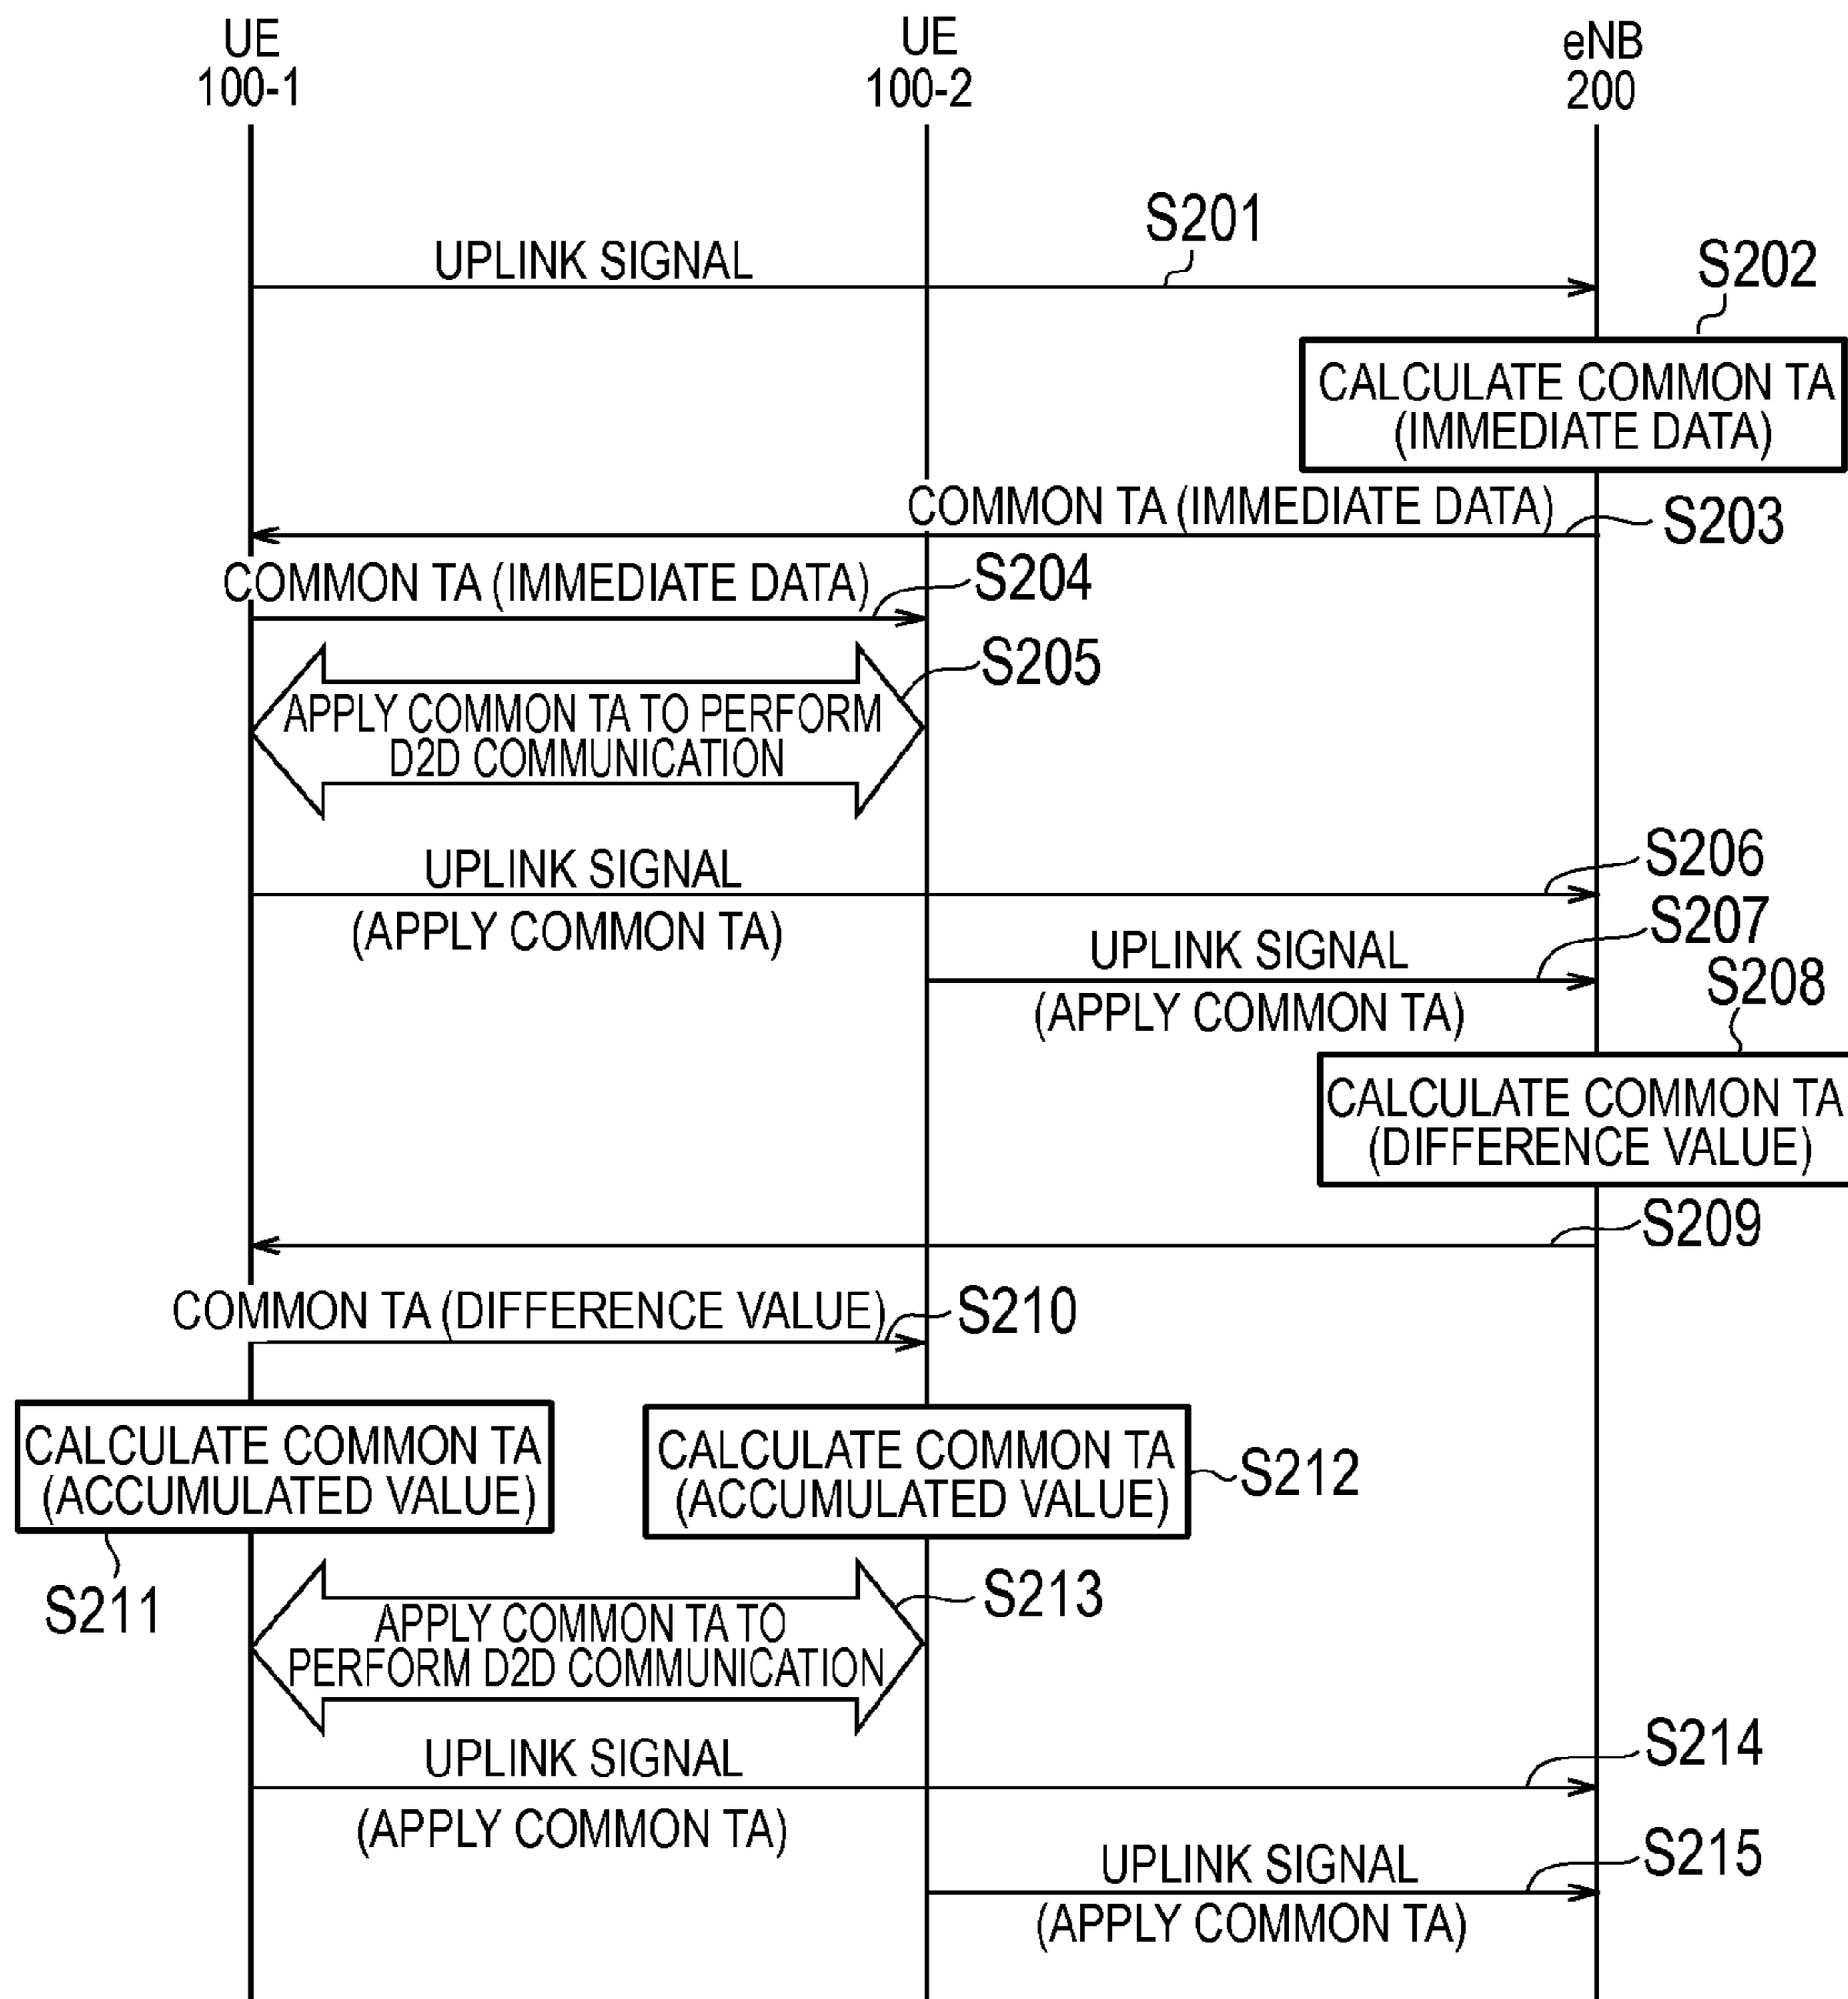 UE
100-1
UE
100-2
eNB
200
S201
UPLINK SIGNAL
S202
CALCULATE COMMON TA
(IMMEDIATE DATA)
COMMON TA (IMMEDIATE DATA)
S203
COMMON TA (IMMEDIATE DATA)
S204
S205
APPLY COMMON TA TO PERFORM
D2D COMMUNICATION
UPLINK SIGNAL
S206
(APPLY COMMON TA)
S207
UPLINK SIGNAL
(APPLY COMMON TA)
S208
CALCULATE COMMON TA
(DIFFERENCE VALUE)
S209
COMMON TA (DIFFERENCE VALUE)
S210
CALCULATE COMMON TA
(ACCUMULATED VALUE)
S211
CALCULATE COMMON TA
(ACCUMULATED VALUE)
S212
S213
APPLY COMMON TA TO
PERFORM D2D COMMUNICATION
UPLINK SIGNAL
S214
(APPLY COMMON TA)
UPLINK SIGNAL
S215
(APPLY COMMON TA)